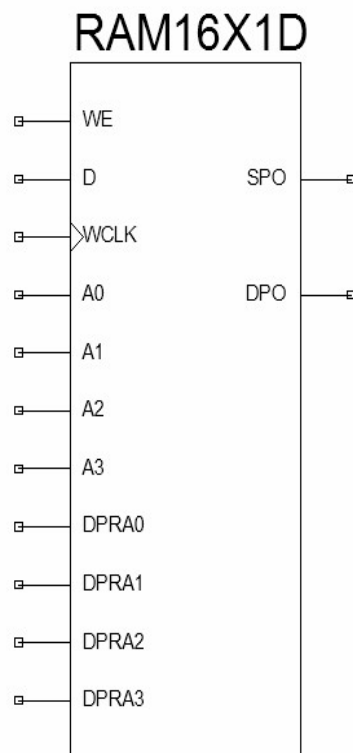 RAM16X1D
WE
D
SPO
WCLK
A0
DPO
A1
A2
A3
DPRA0
DPRA1
DPRA2
DPRA3